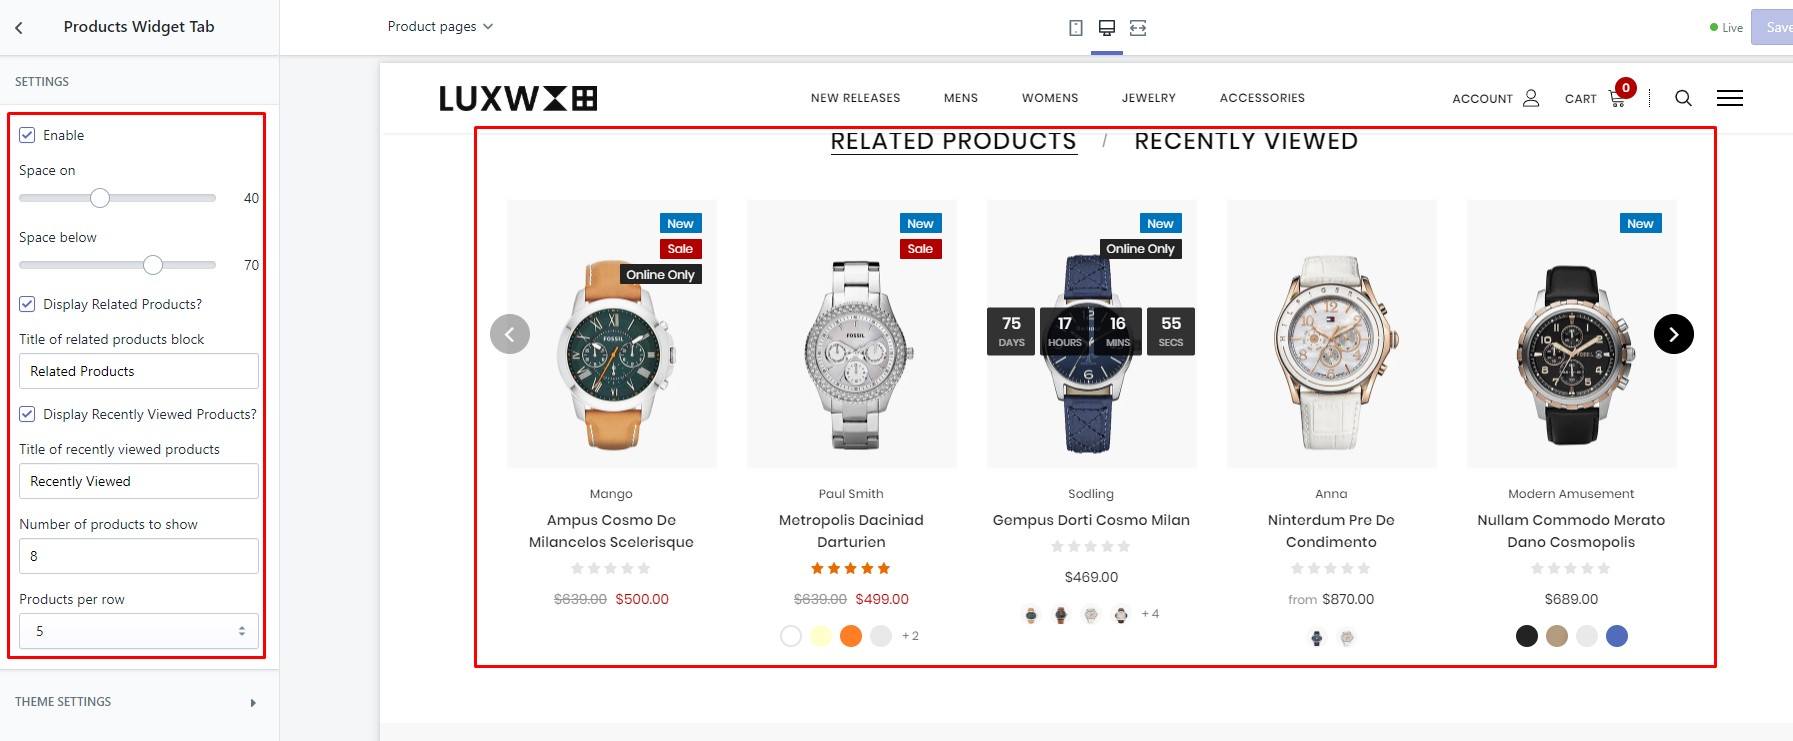 Products Widget Tab
Product pages
Live
Save
SETTINGS
Enable
Space on
40
Space below
70
Display Related Products?
Title of related products block
Related Products
Display Recently Viewed Products?
Title of recently viewed products
Recently Viewed
Number of products to show
8
Products per row
5
THEME SETTINGS
LUXW
NEW RELEASES MENS WOMENS JEWELRY ACCESSORIES
ACCOUNT CART 0
RELATED PRODUCTS / RECENTLY VIEWED
New
Sale
Online Only
FOSSIL
Mango
Ampus Cosmo De
Milancelos Scelerisque
$639.00 $500.00
New
Sale
FOSSIL
Paul Smith
Metropolis Daciniad
Darturien
$639.00 $499.00
+ 2
New
Online Only
75 17 16 55
DAYS HOURS MINS SECS
Sodling
Gempus Dorti Cosmo Milan
$469.00
+ 4
Anna
Ninterdum Pre De
Condimento
from $870.00
New
Modern Amusement
Nullam Commodo Merato
Dano Cosmopolis
$689.00